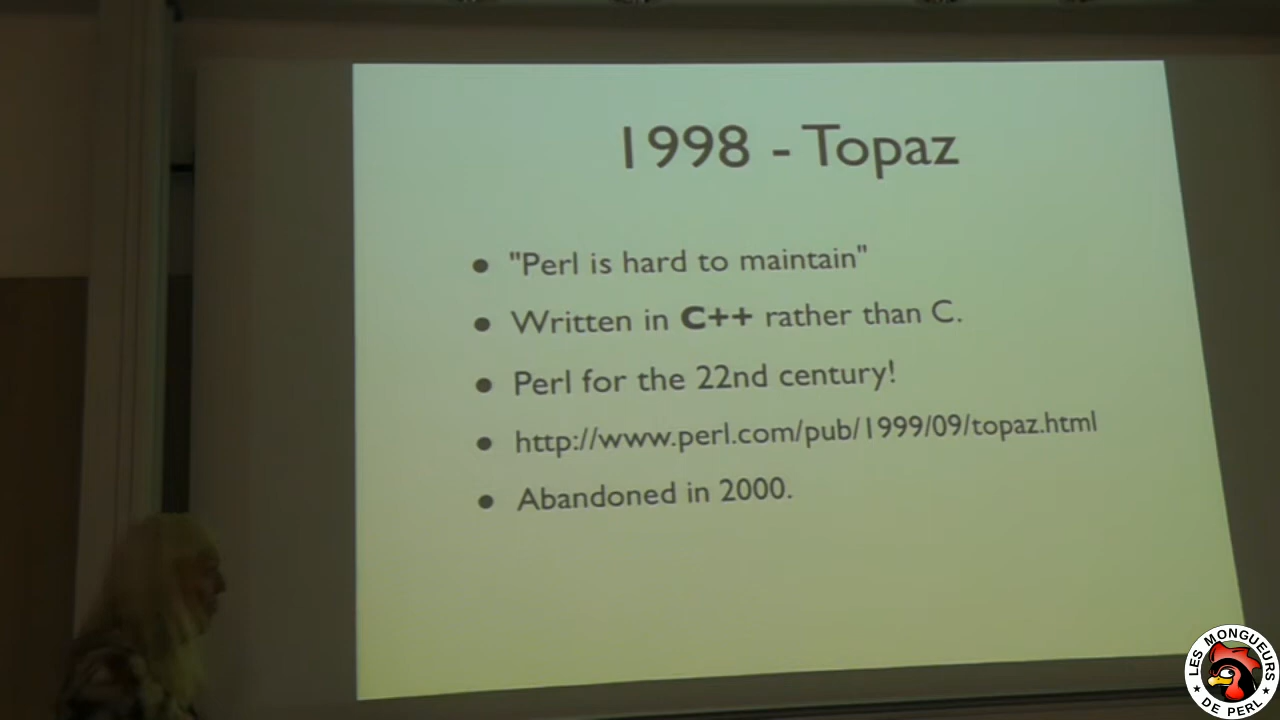 1998 - Topaz
"Perl is hard to maintain"
Written in C++ rather than C.
Perl for the 22nd century!
http://www.perl.com/pub/1999/09/topaz.html
Abandoned in 2000.
LES MONGUEURS
DE PERL